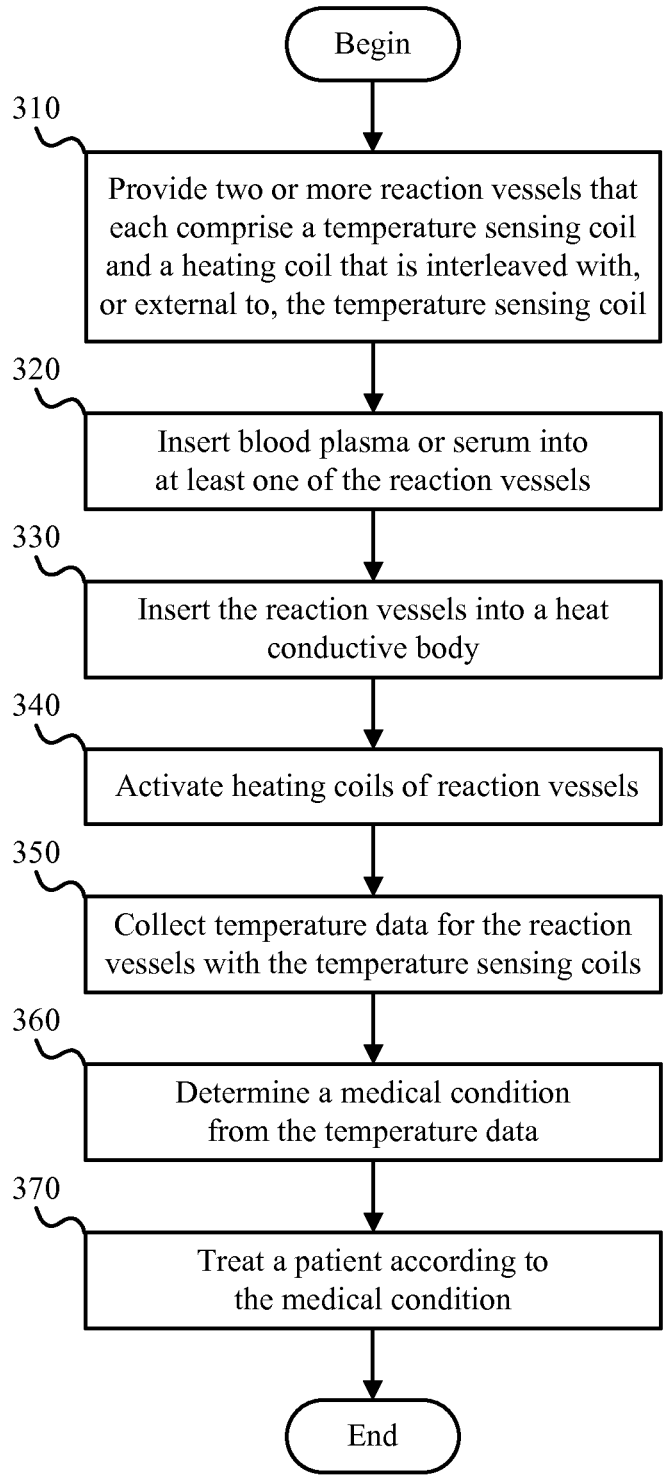 Begin
310
Provide two or more reaction vessels that
each comprise a temperature sensing coil
and a heating coil that is interleaved with,
or external to, the temperature sensing coil
320
Insert blood plasma or serum into
at least one of the reaction vessels
330
Insert the reaction vessels into a heat
conductive body
340
Activate heating coils of reaction vessels
350
Collect temperature data for the reaction
vessels with the temperature sensing coils
360
Determine a medical condition
from the temperature data
370
Treat a patient according to
the medical condition
End